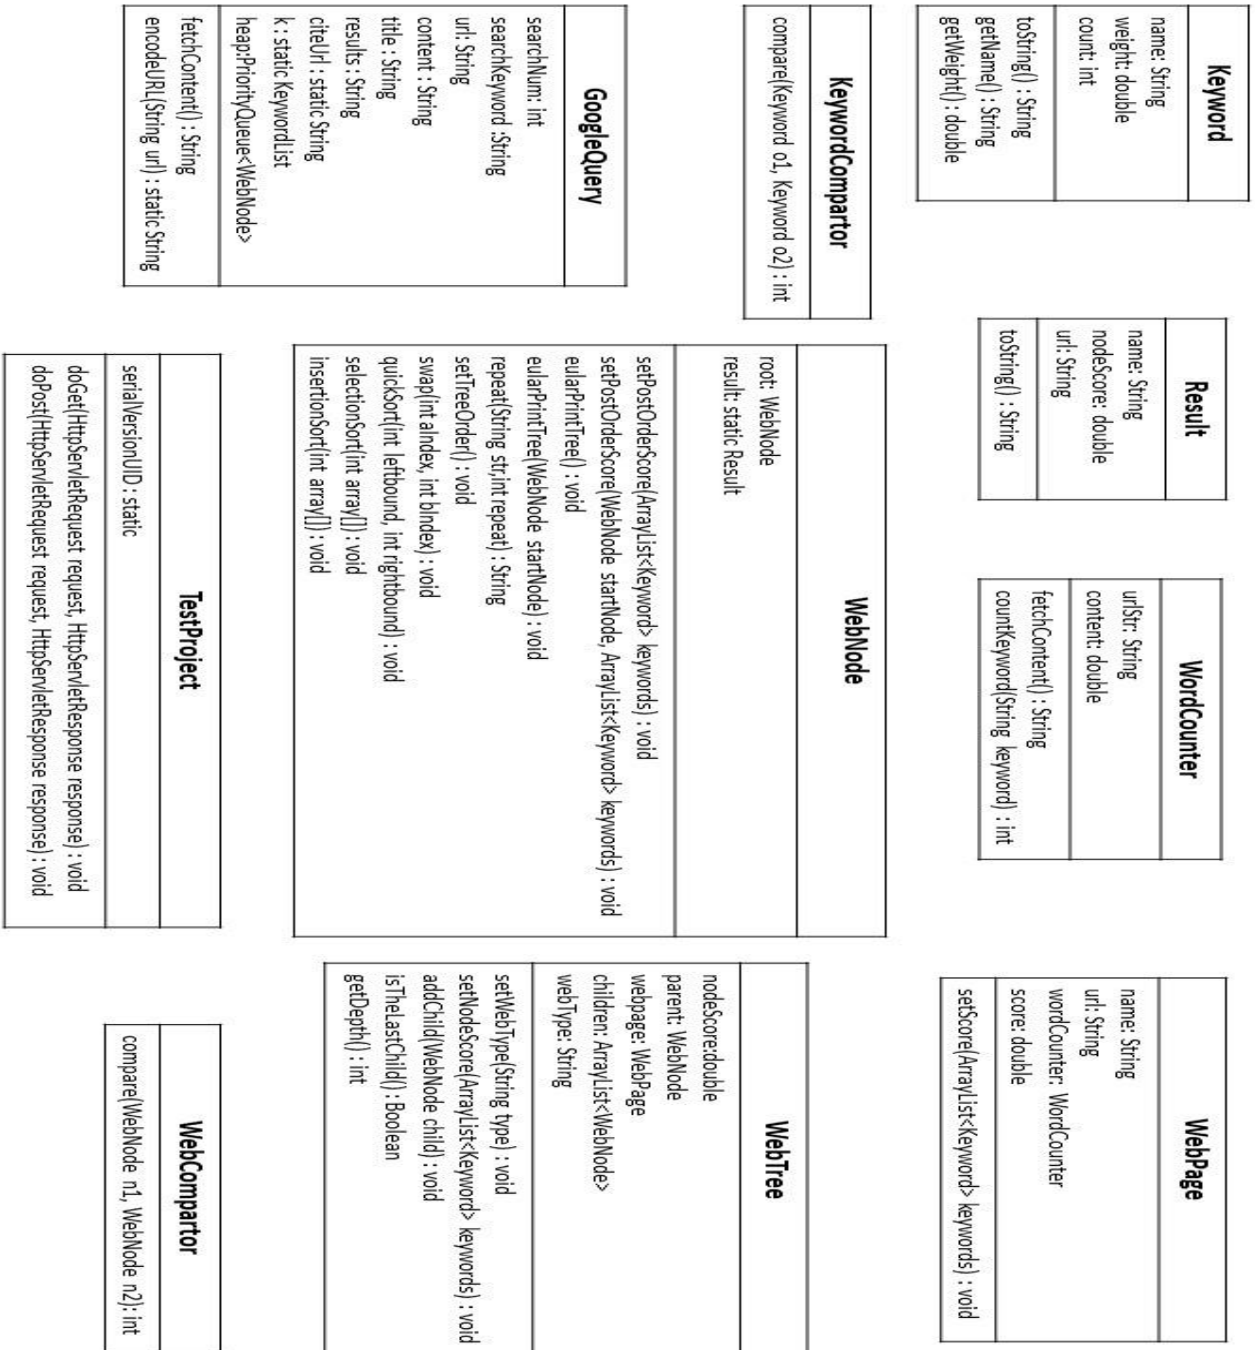 Keyword
name: String
weight: double
count: int
toString() : String
getName() : String
getWeight() : double
Result
name: String
nodeScore: double
url: String
toString() : String
WordCounter
urlStr: String
content: double
fetchContent() : String
countKeyword(String keyword) : int
WebPage
name: String
url: String
wordCounter: WordCounter
score: double
setScore(ArrayList<Keyword> keywords) : void
KeywordCompartor
compare(Keyword o1, Keyword o2) : int
WebNode
root: WebNode
result: static Result
setPostOrderScore(ArrayList<Keyword> keywords) : void
setPostOrderScore(WebNode startNode, ArrayList<Keyword> keywords) : void
eularPrintTree() : void
eularPrintTree(WebNode startNode) : void
repeat(String str,int repeat) : String
setTreeOrder() : void
swap(int aIndex, int bIndex) : void
quickSort(int leftbound, int rightbound) : void
selectionSort(int array[]) : void
insertionSort(int array[]) : void
WebTree
nodeScore:double
parent: WebNode
webpage: WebPage
children: ArrayList<WebNode>
webType: String
setWebType(String type) : void
setNodeScore(ArrayList<Keyword> keywords) : void
addChild(WebNode child) : void
isTheLastChild() : Boolean
getDepth() : int
GoogleQuery
searchNum: int
searchKeyword :String
url: String
content : String
title : String
results : String
citeUrl : static String
k : static KeywordList
heap:PriorityQueue<WebNode>
fetchContent() : String
encodeURL(String url) : static String
TestProject
serialVersionUID : static
doGet(HttpServletRequest request, HttpServletResponse response) : void
doPost(HttpServletRequest request, HttpServletResponse response) : void
WebCompartor
compare(WebNode n1, WebNode n2): int